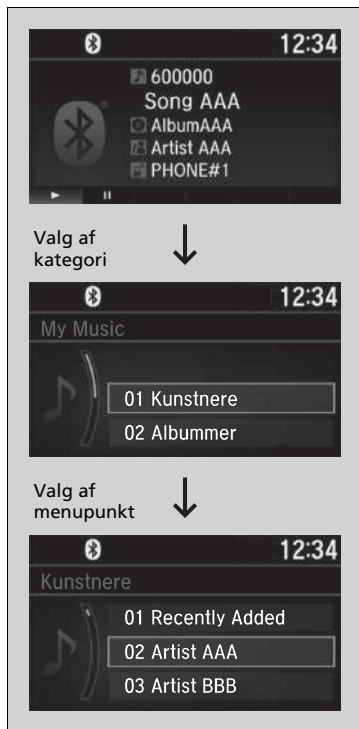 12:34
600000
Song AAA
AlbumAAA
Artist AAA
PHONE#1
Valg af
kategori
12:34
My Music
01 Kunstnere
02 Albummer
Valg af
menupunkt
12:34
Kunstnere
01 Recently Added
02 Artist AAA
03 Artist BBB